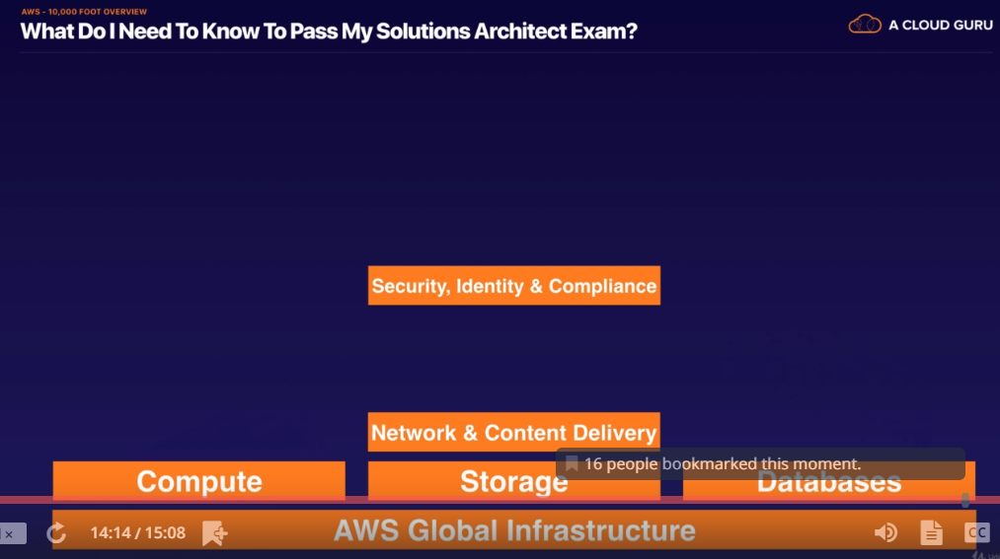 AWS - 10,000 FOOT OVERVIEW
What Do I Need To Know To Pass My Solutions Architect Exam?
A CLOUD GURU
Security, Identity & Compliance
Network & Content Delivery
16 people bookmarked this moment.
Compute
Storage
Databases
AWS Global Infrastructure
x
14:14 / 15:08
CC